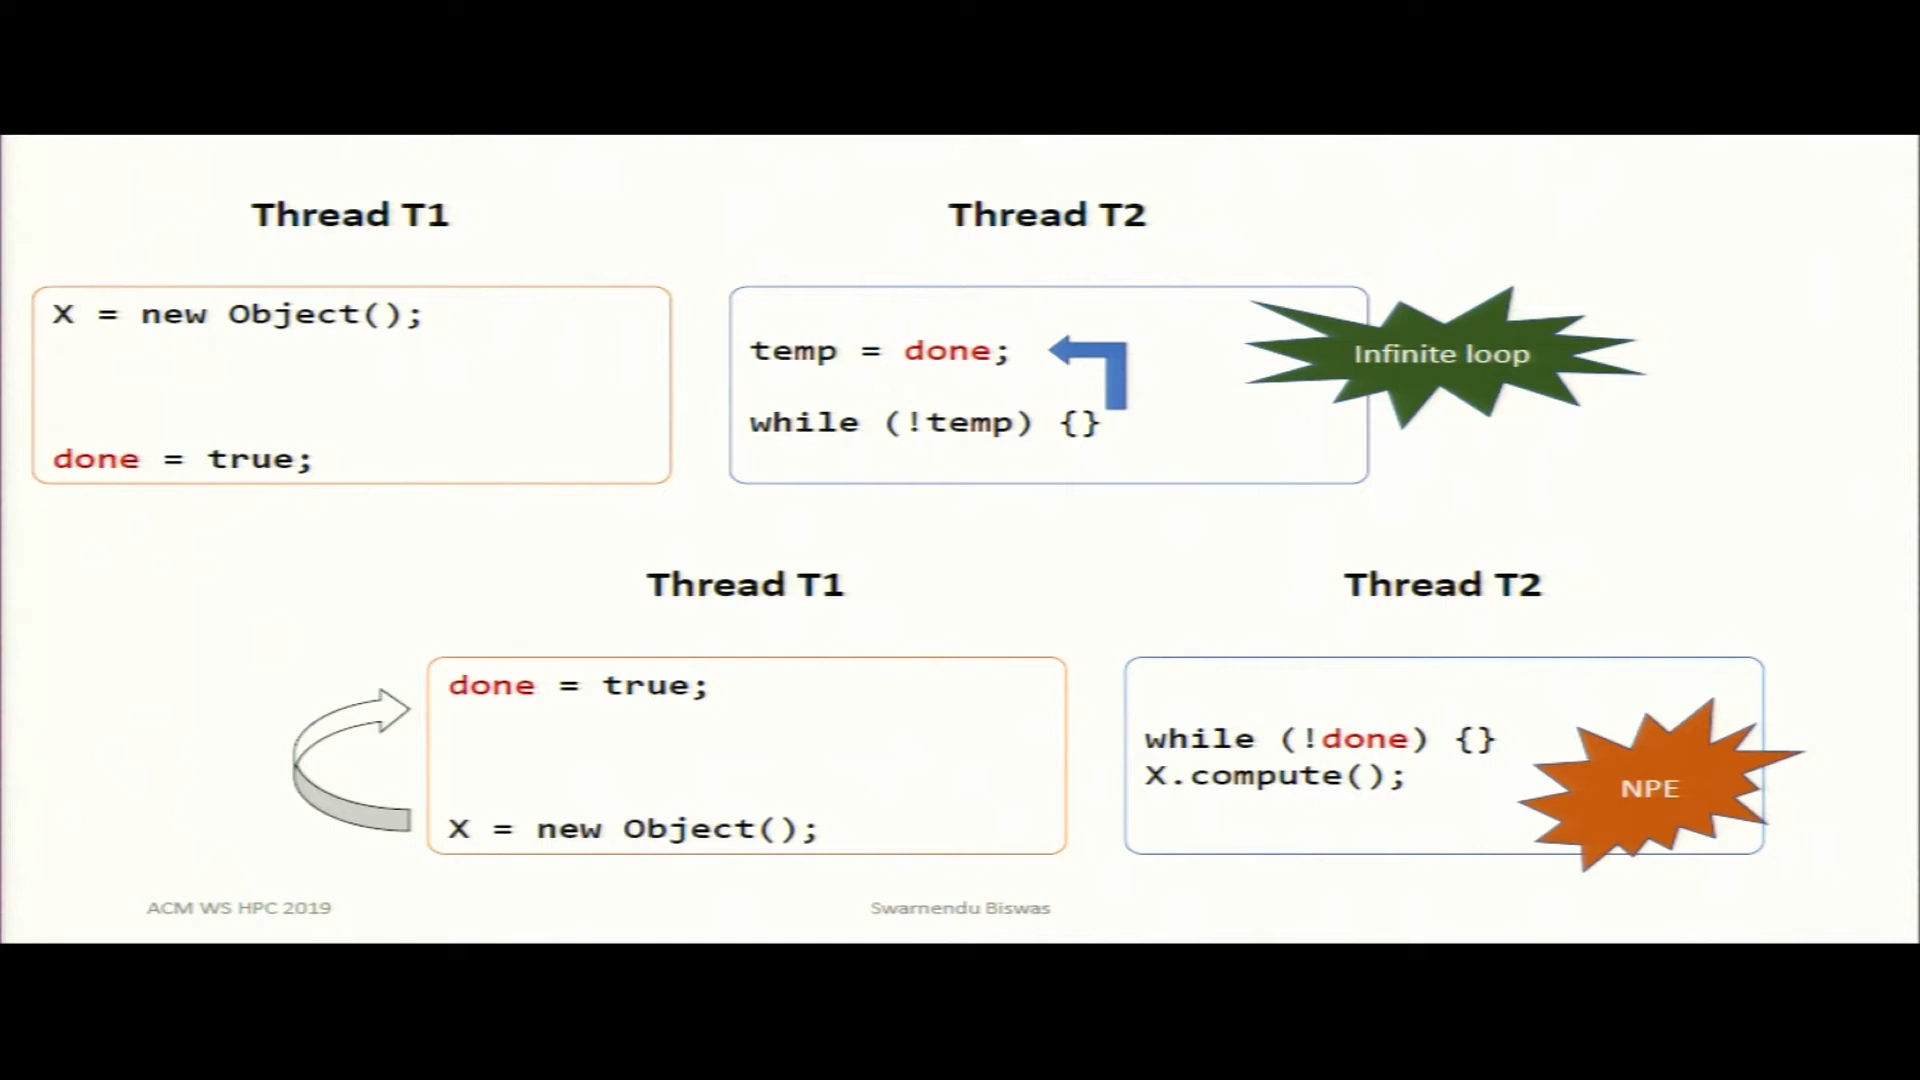 Thread T1
Thread T2
X = new Object();
done = true;
temp = done;
while (!temp) {}
Infinite loop
Thread T1
Thread T2
done = true;
X = new Object();
while (!done) {}
X.compute();
NPE
ACM WS HPC 2019
Swarnendu Biswas